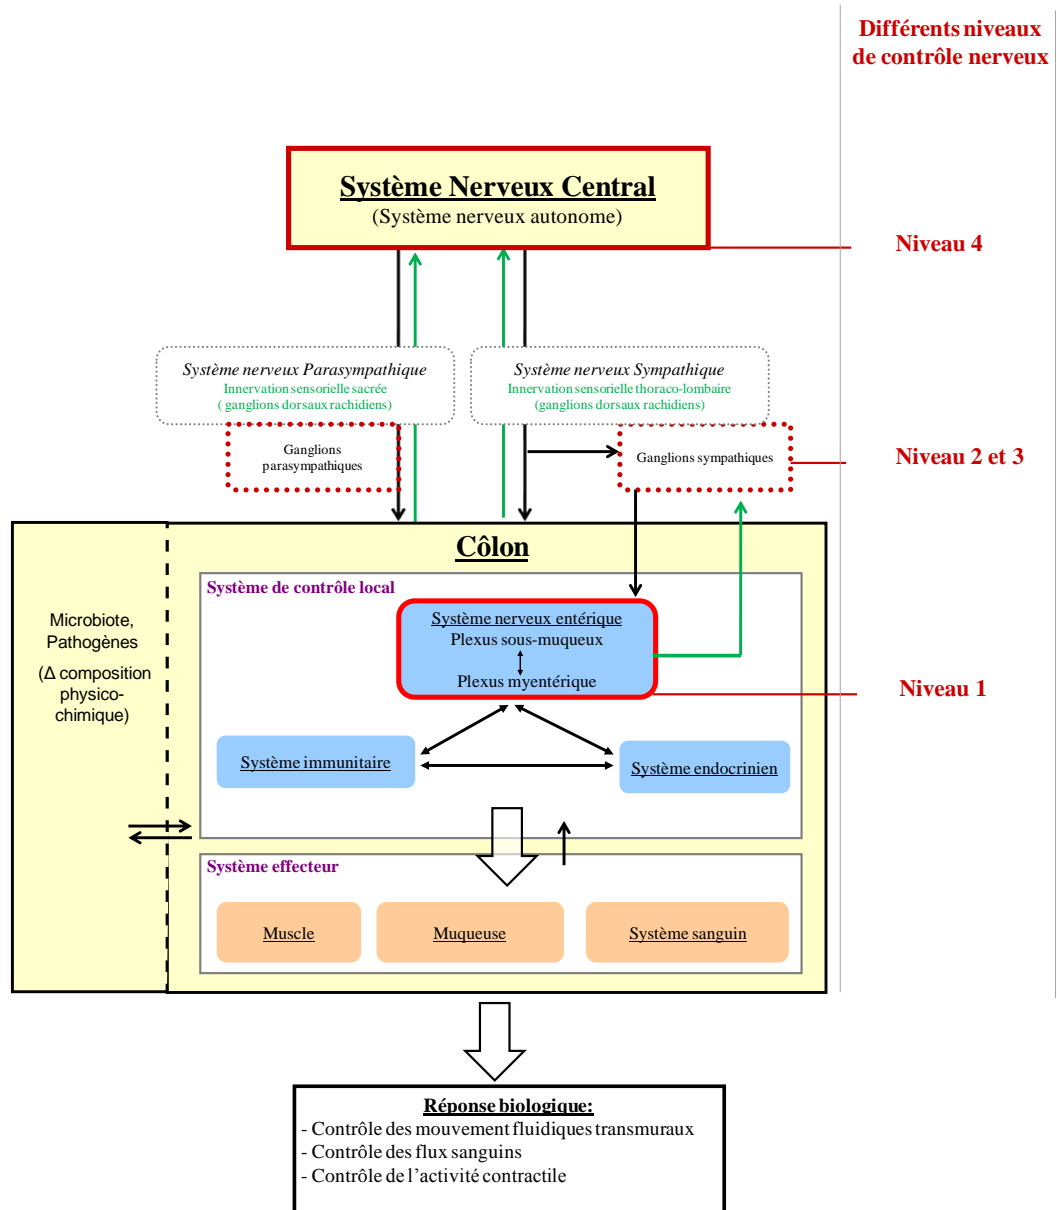 Différents niveaux
de contrôle nerveux
Système Nerveux Central
(Système nerveux autonome)
Niveau 4
Système nerveux Parasympathique
Innervation sensorielle sacrée
( ganglions dorsaux rachidiens)
Système nerveux Sympathique
Innervation sensorielle thoraco-lombaire
(ganglions dorsaux rachidiens)
Ganglions
parasympathiques
Ganglions sympathiques
Niveau 2 et 3
Côlon
Système de contrôle local
Microbiote,
Pathogènes
(Δ composition
physico-
chimique)
Système nerveux entérique
Plexus sous-muqueux
Plexus myentérique
Niveau 1
Système immunitaire
Système endocrinien
Système effecteur
Muscle
Muqueuse
Système sanguin
Réponse biologique:
- Contrôle des mouvement fluidiques transmuraux
- Contrôle des flux sanguins
- Contrôle de l’activité contractile